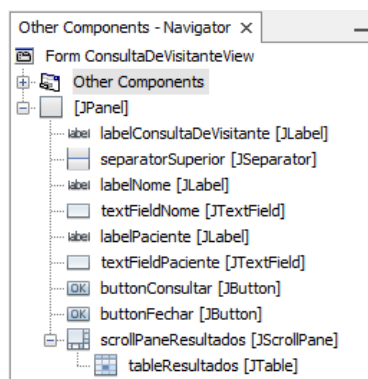 Other Components - Navigator ×
Form ConsultaDeVisitanteView
Other Components
[JPanel]
label labelConsultaDeVisitante [JLabel]
separatorSuperior [JSeparator]
label labelNome [JLabel]
textFieldNome [JTextField]
label labelPaciente [JLabel]
textFieldPaciente [JTextField]
OK buttonConsultar [JButton]
OK buttonFechar [JButton]
scrollPaneResultados [JScrollPane]
tableResultados [JTable]